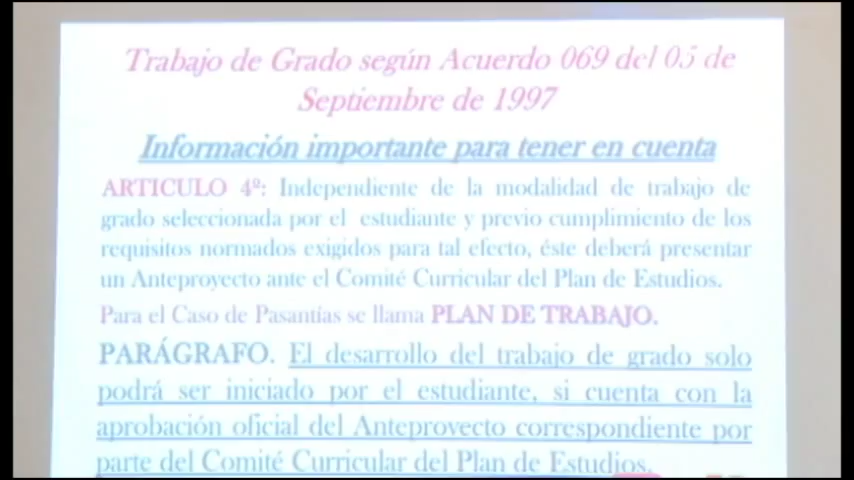 Trabajo de Grado según Acuerdo 069 del 05 de
Septiembre de 1997
Información importante para tener en cuenta
ARTICULO 4º: Independiente de la modalidad de trabajo de
grado seleccionada por el estudiante y previo cumplimiento de los
requisitos normados exigidos para tal efecto, éste deberá presentar
un Anteproyecto ante el Comité Curricular del Plan de Estudios.
Para el Caso de Pasantías se llama PLAN DE TRABAJO.
PARÁGRAFO. El desarrollo del trabajo de grado solo
podrá ser iniciado por el estudiante, si cuenta con la
aprobación oficial del Anteproyecto correspondiente por
parte del Comité Curricular del Plan de Estudios.